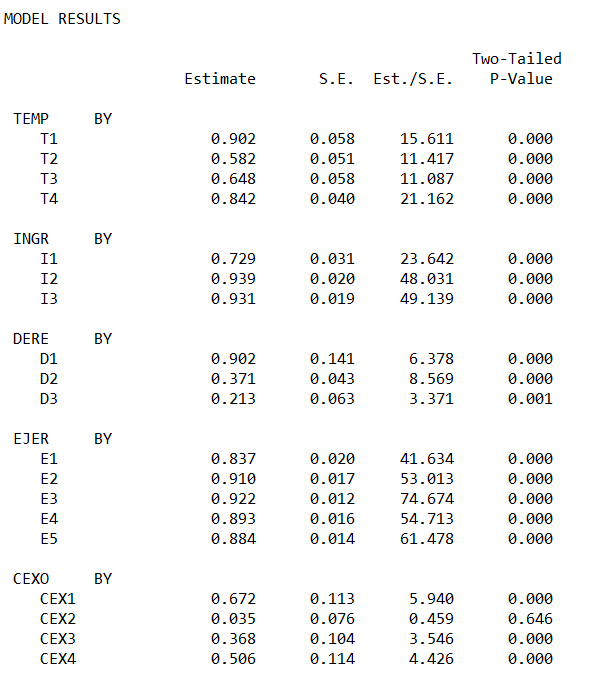 MODEL RESULTS
Two-Tailed
Estimate S.E. Est./S.E. P-Value
TEMP BY
T1 0.902 0.058 15.611 0.000
T2 0.582 0.051 11.417 0.000
T3 0.648 0.058 11.087 0.000
T4 0.842 0.040 21.162 0.000
INGR BY
I1 0.729 0.031 23.642 0.000
I2 0.939 0.020 48.031 0.000
I3 0.931 0.019 49.139 0.000
DERE BY
D1 0.902 0.141 6.378 0.000
D2 0.371 0.043 8.569 0.000
D3 0.213 0.063 3.371 0.001
EJER BY
E1 0.837 0.020 41.634 0.000
E2 0.910 0.017 53.013 0.000
E3 0.922 0.012 74.674 0.000
E4 0.893 0.016 54.713 0.000
E5 0.884 0.014 61.478 0.000
CEXO BY
CEX1 0.672 0.113 5.940 0.000
CEX2 0.035 0.076 0.459 0.646
CEX3 0.368 0.104 3.546 0.000
CEX4 0.506 0.114 4.426 0.000